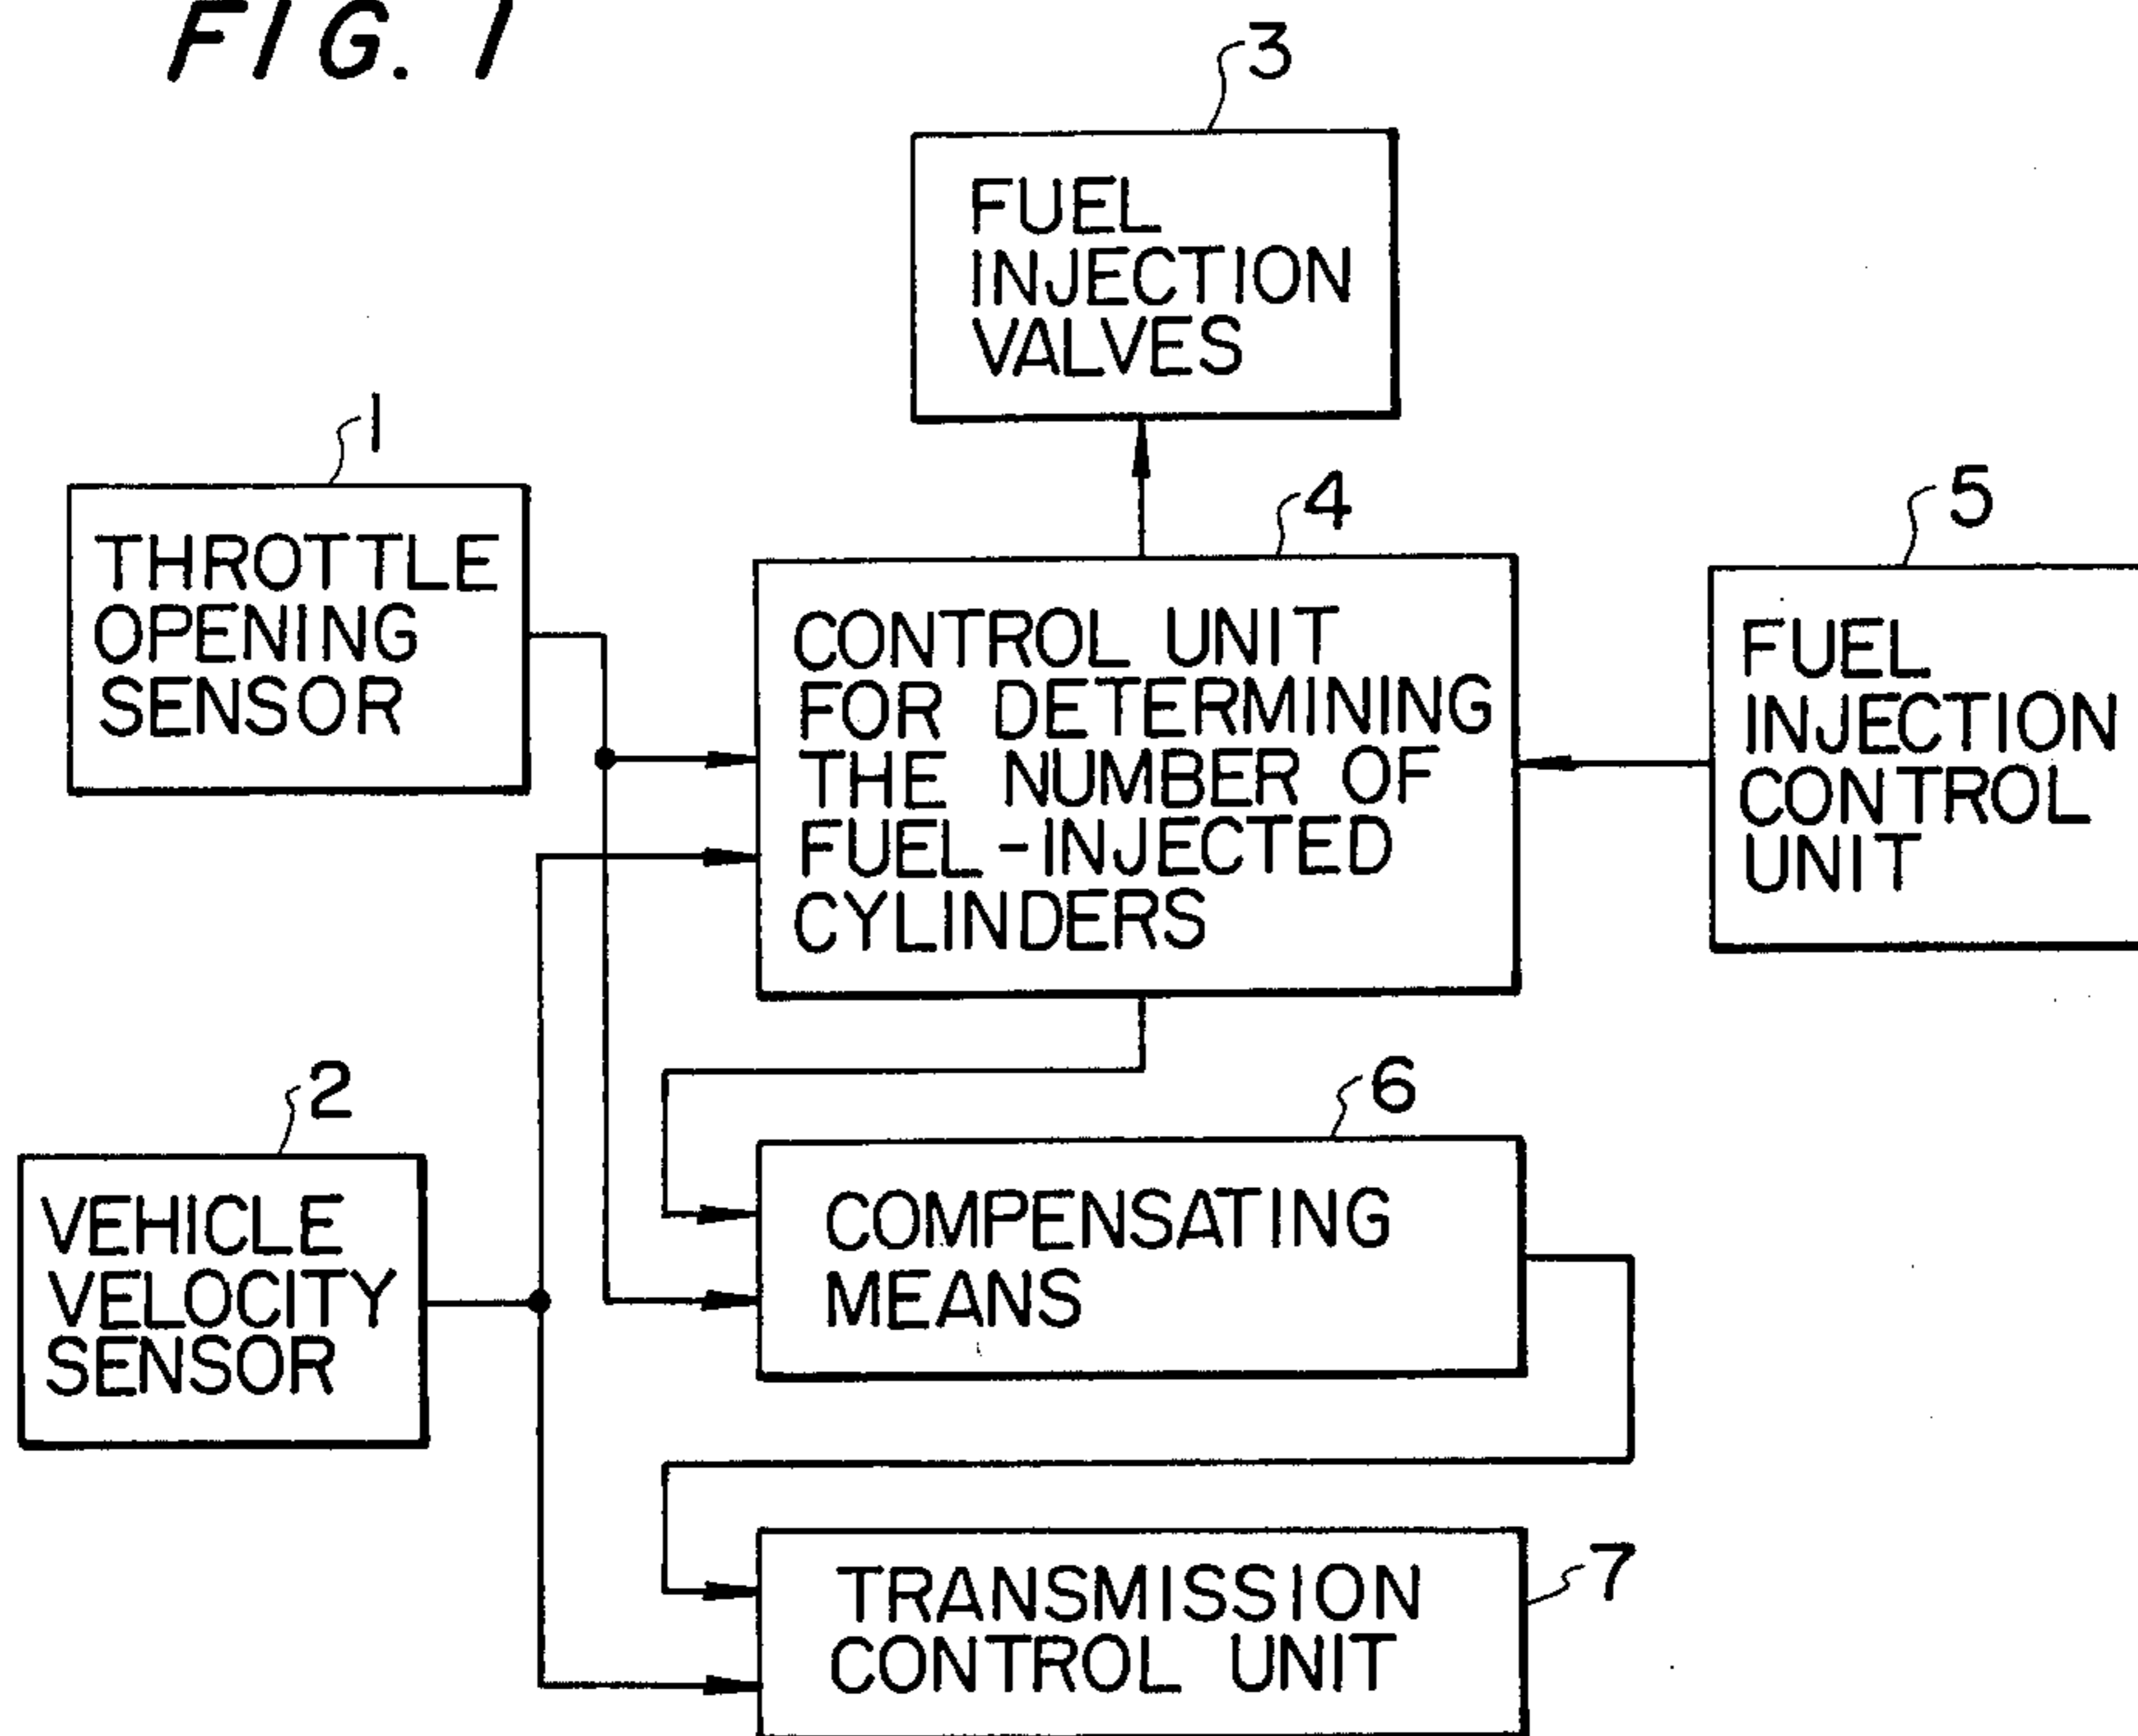 FIG. 1
3
FUEL
INJECTION
VALVES
1
THROTTLE
OPENING
SENSOR
4
CONTROL UNIT
FOR DETERMINING
THE NUMBER OF
FUEL-INJECTED
CYLINDERS
5
FUEL
INJECTION
CONTROL
UNIT
2
VEHICLE
VELOCITY
SENSOR
6
COMPENSATING
MEANS
7
TRANSMISSION
CONTROL UNIT